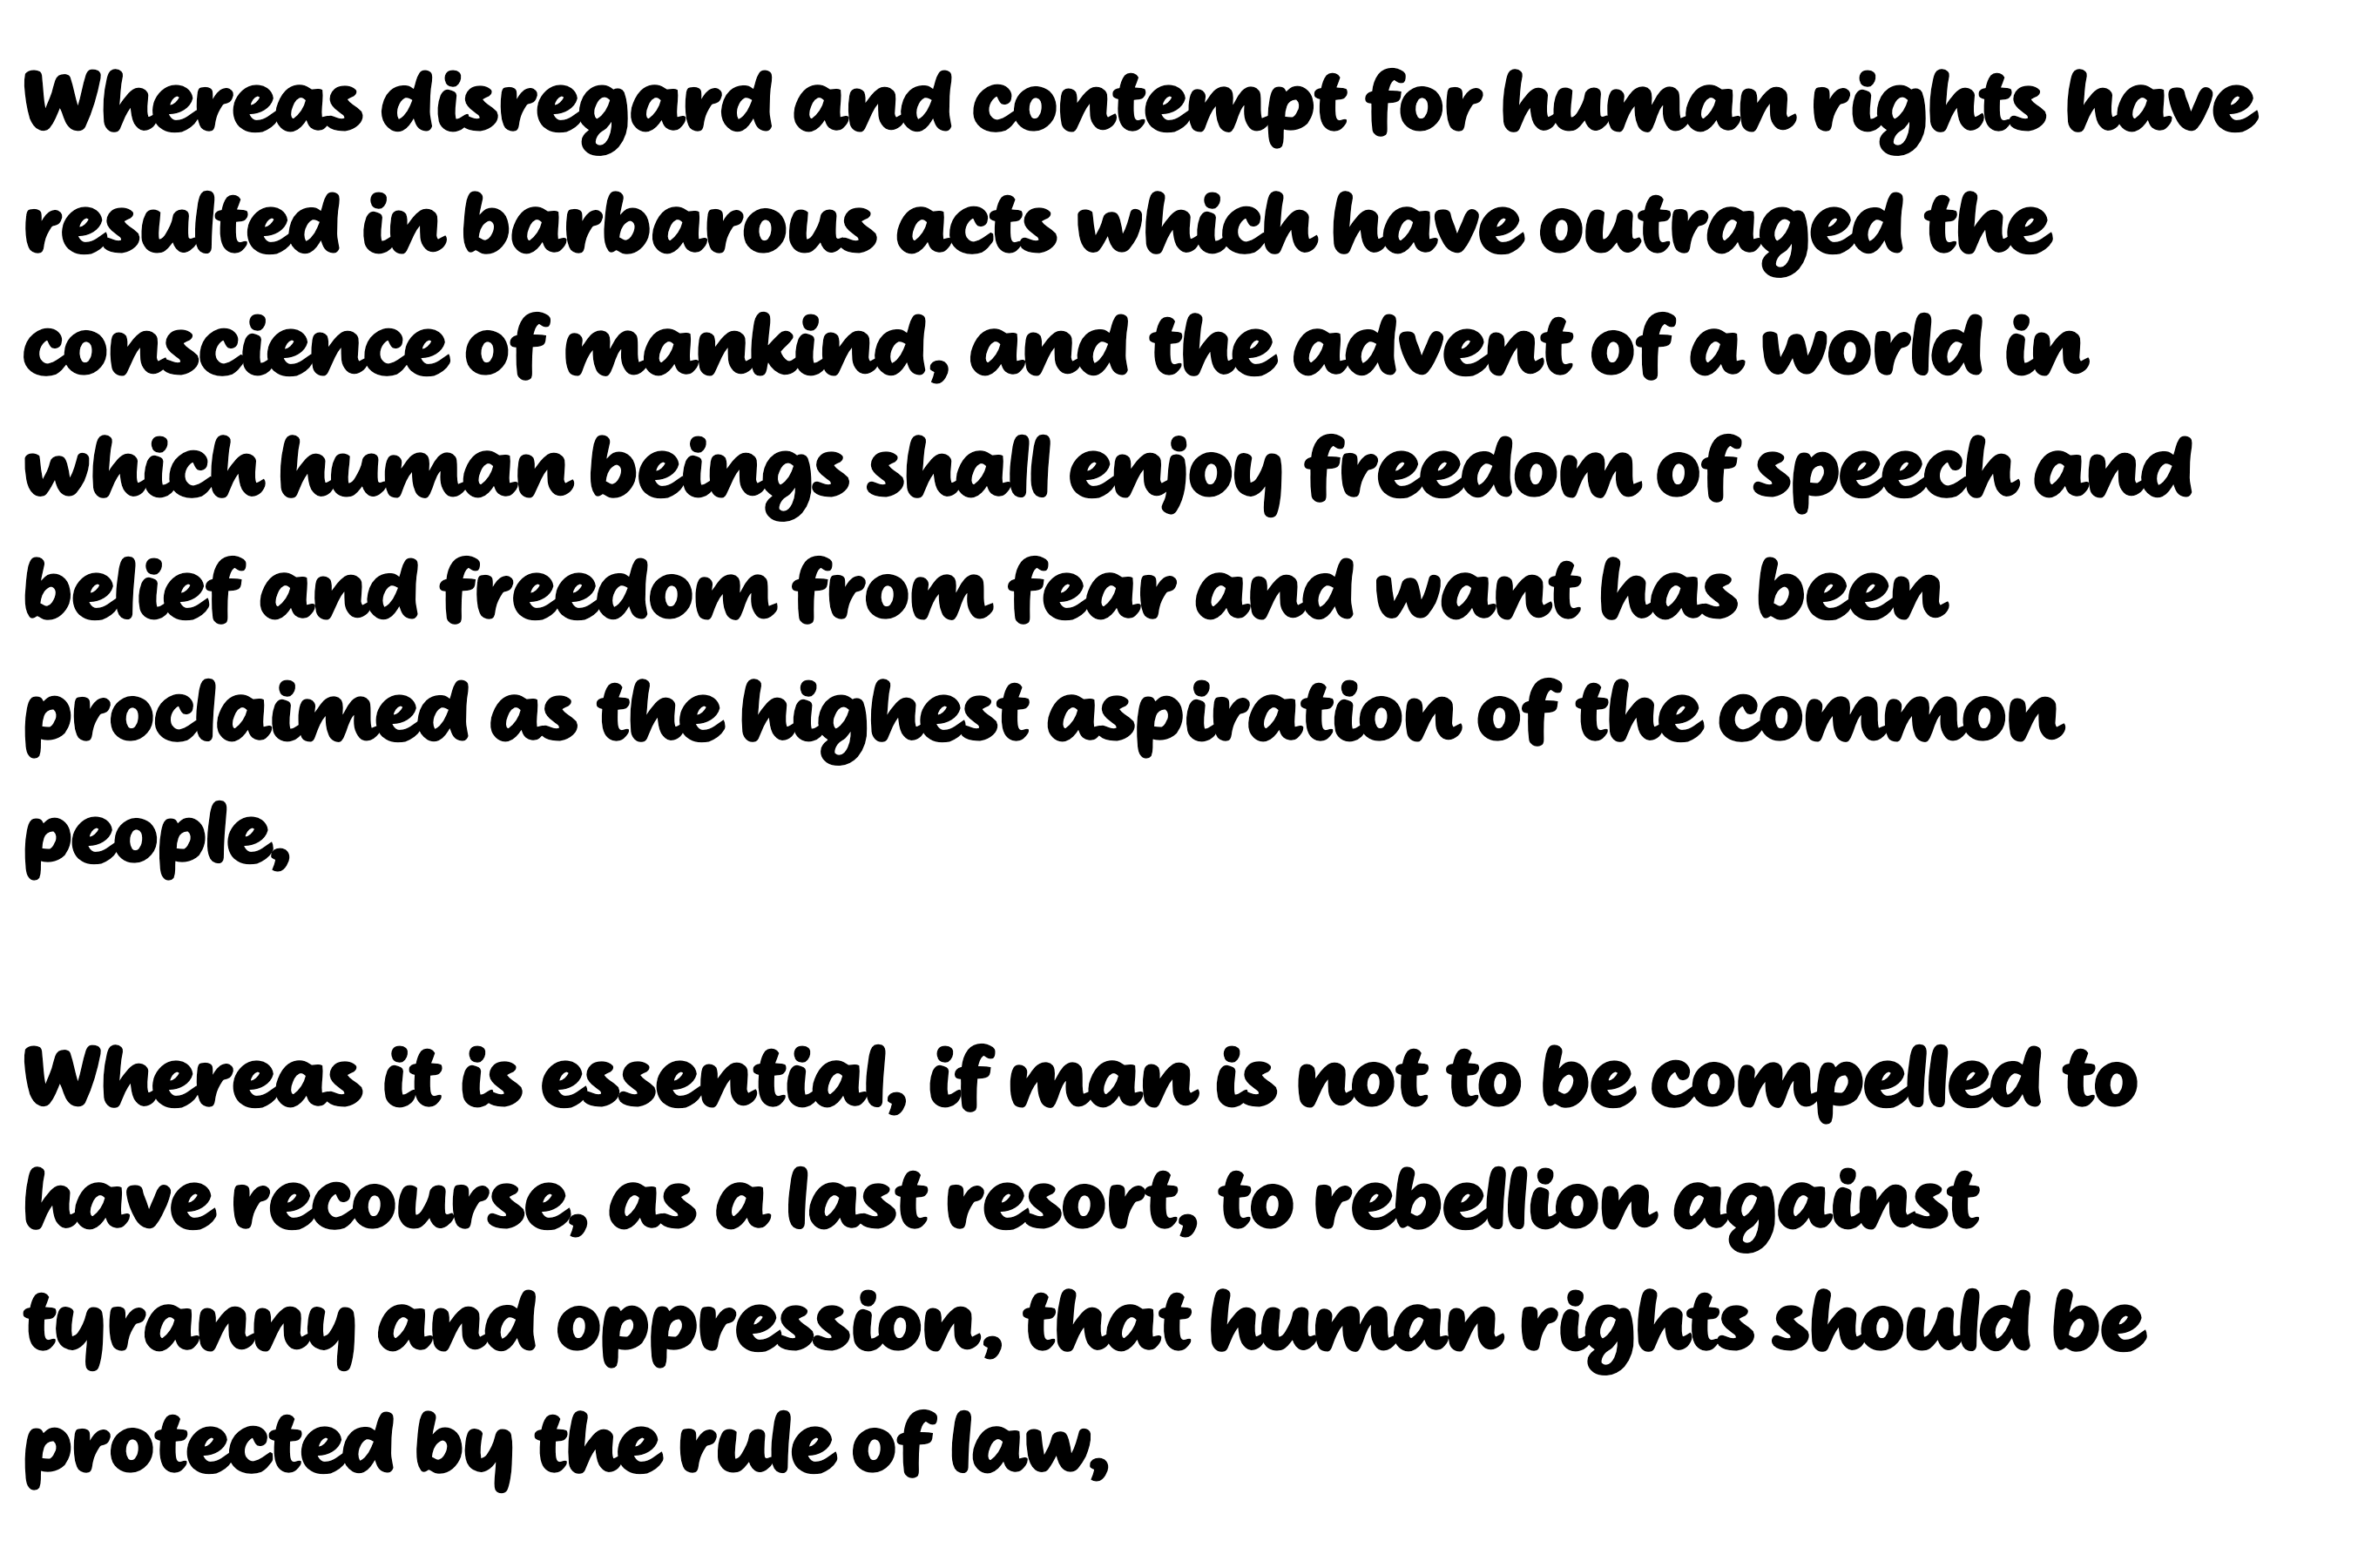 Whereas disregard and contempt for human rights have
resulted in barbarous acts which have outraged the
conscience of mankind, and the advent of a world in
which human beings shall enjoy freedom of speech and
belief and freedom from fear and want has been
proclaimed as the highest aspiration of the common
people,
Whereas it is essential, if man is not to be compelled to
have recourse, as a last resort, to rebellion against
tyranny and oppression, that human rights should be
protected by the rule of law,